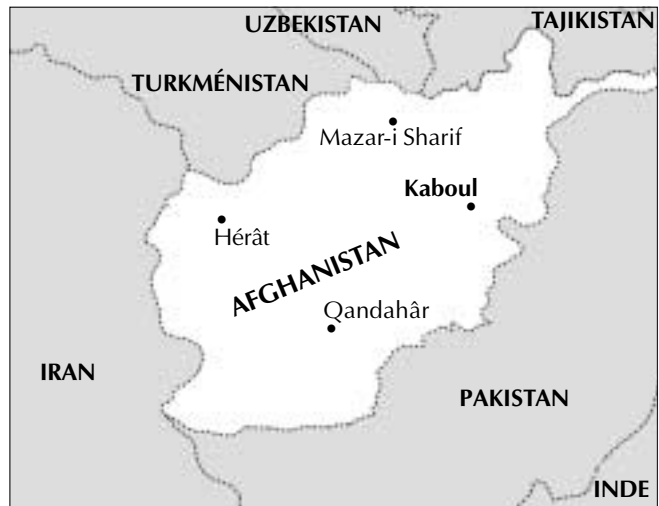 UZBEKISTAN
TAJIKISTAN
TURKMÉNISTAN
Mazar-i Sharif
Kaboul
Hérât
AFGHANISTAN
Qandahâr
IRAN
PAKISTAN
INDE